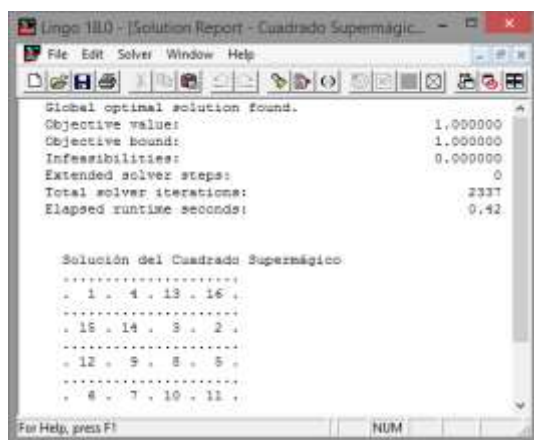 Lingo 18.0 - [Solution Report - Cuadrado Supermágic...
File Edit Solver Window Help
Global optimal solution found.
Objective value: 1.000000
Objective bound: 1.000000
Infeasibilities: 0.000000
Extended solver steps: 0
Total solver iterations: 2337
Elapsed runtime seconds: 0.42
Solución del Cuadrado Supermágico
.......................
. 1 . 4 . 13 . 16 .
.......................
. 15 . 14 . 3 . 2 .
.......................
. 12 . 9 . 8 . 5 .
.......................
. 6 . 7 . 10 . 11 .
For Help, press F1 NUM